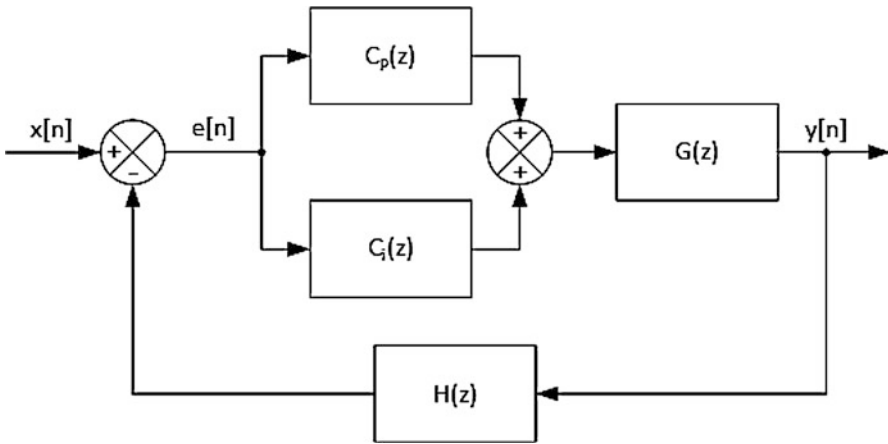 Cp(z)
x[n]
e[n]
y[n]
+
-
+
+
G(z)
Ci(z)
H(z)